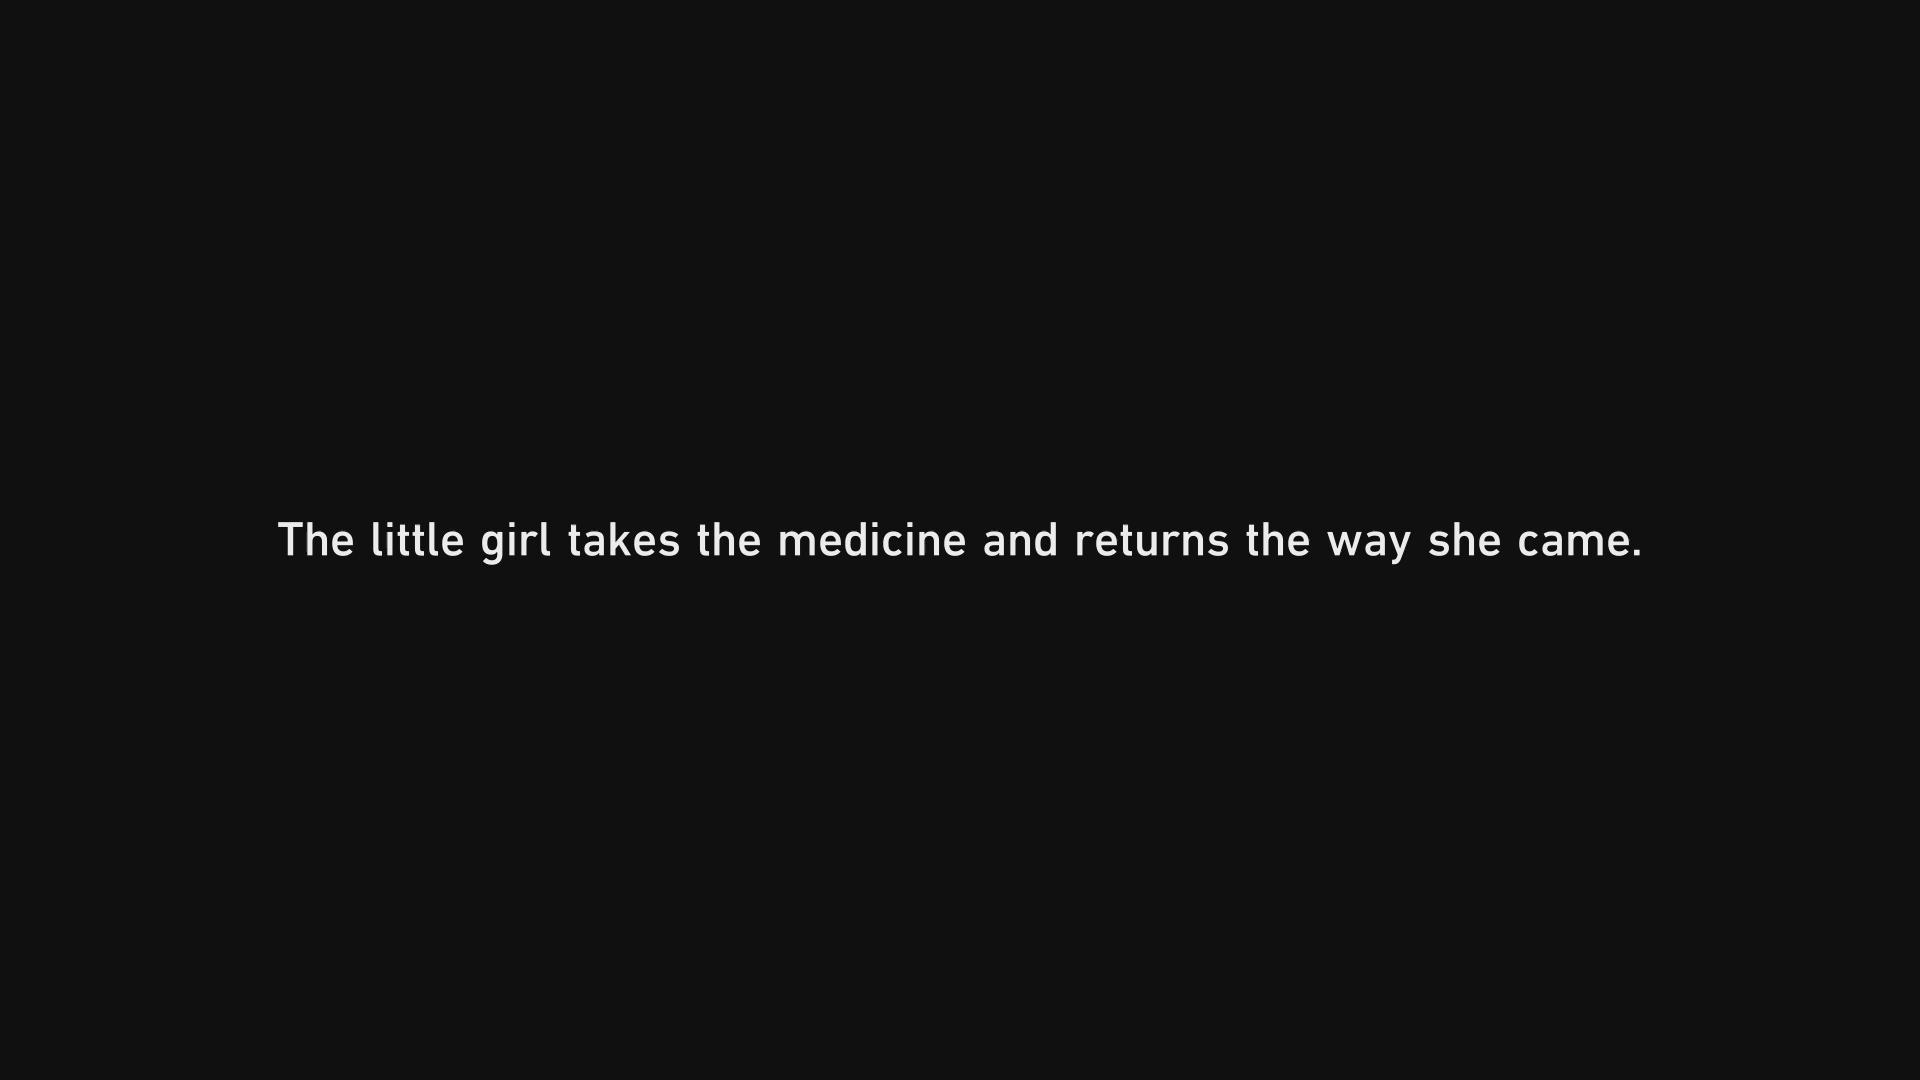 The little girl takes the medicine and returns the way she came.